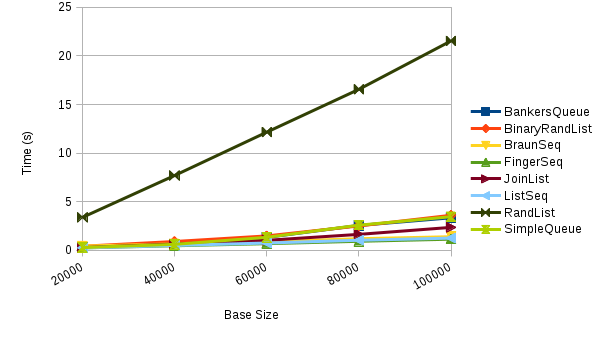 25
20
15
10
5
0
Time (s)
20000
40000
60000
80000
100000
Base Size
BankersQueue
BinaryRandList
BraunSeq
FingerSeq
JoinList
ListSeq
RandList
SimpleQueue